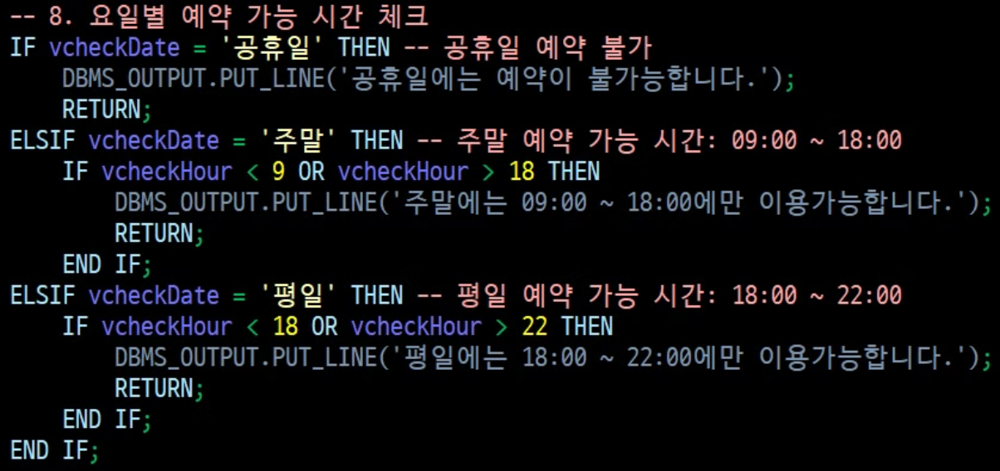 -- 8. 요일별 예약 가능 시간 체크
IF vcheckDate = '공휴일' THEN -- 공휴일 예약 불가
    DBMS_OUTPUT.PUT_LINE('공휴일에는 예약이 불가능합니다.');
    RETURN;
ELSIF vcheckDate = '주말' THEN -- 주말 예약 가능 시간: 09:00 ~ 18:00
    IF vcheckHour < 9 OR vcheckHour > 18 THEN
        DBMS_OUTPUT.PUT_LINE('주말에는 09:00 ~ 18:00에만 이용가능합니다.');
        RETURN;
    END IF;
ELSIF vcheckDate = '평일' THEN -- 평일 예약 가능 시간: 18:00 ~ 22:00
    IF vcheckHour < 18 OR vcheckHour > 22 THEN
        DBMS_OUTPUT.PUT_LINE('평일에는 18:00 ~ 22:00에만 이용가능합니다.');
        RETURN;
    END IF;
END IF;